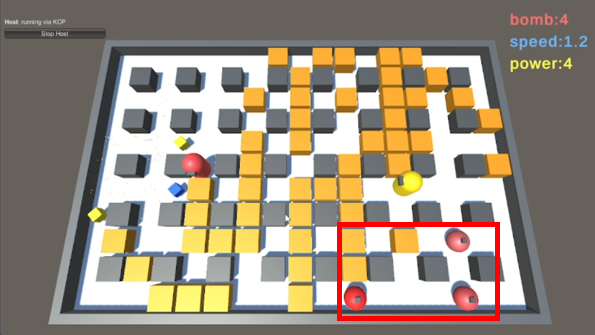 Host: running via KCP
Stop Host
bomb:4
speed:1.2
power:4